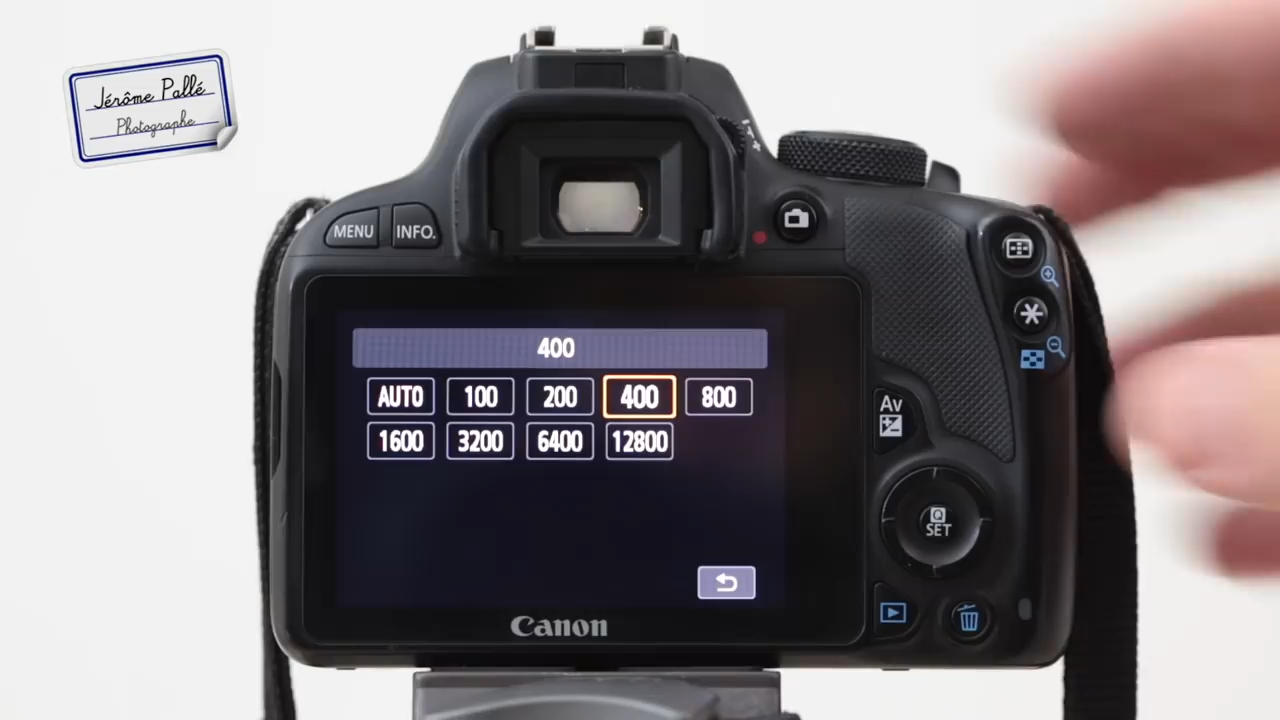 Jérôme Pallé
Photographe
MENU
INFO.
400
AUTO 100 200 400 800
1600 3200 6400 12800
Av
Q
SET
Canon